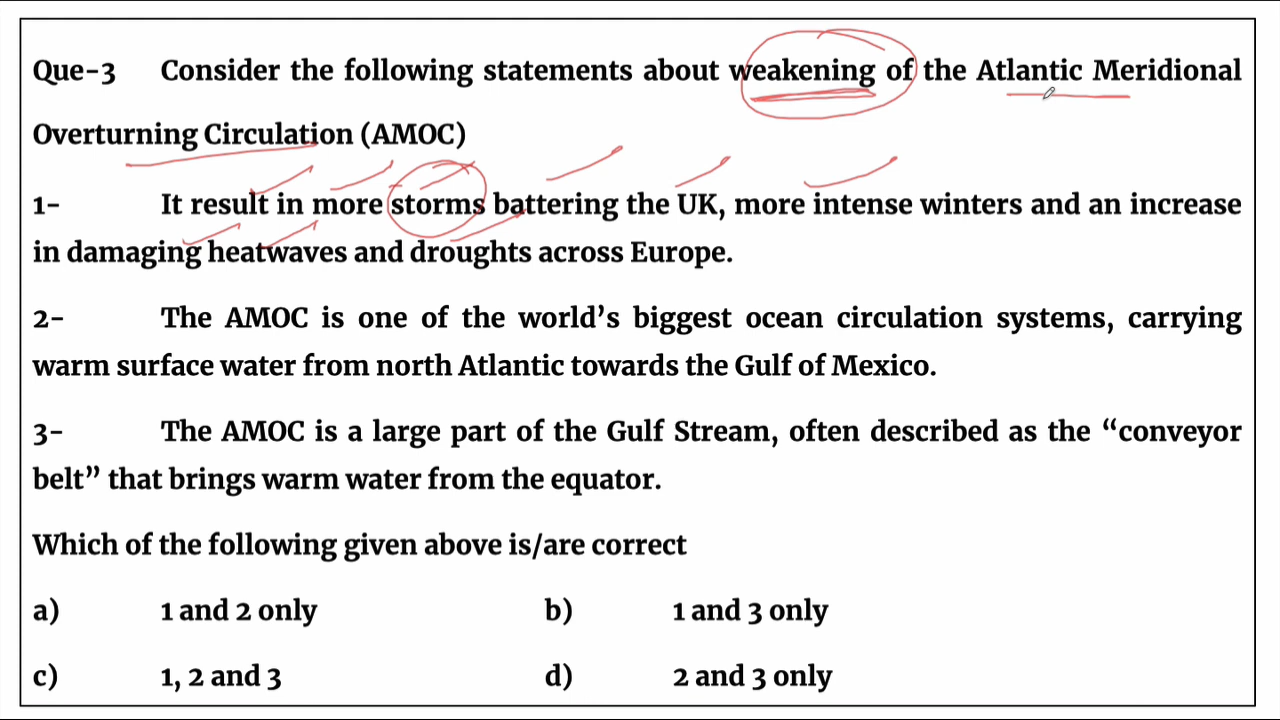 Que-3 Consider the following statements about weakening of the Atlantic Meridional
Overturning Circulation (AMOC)
1- It result in more storms battering the UK, more intense winters and an increase
in damaging heatwaves and droughts across Europe.
2- The AMOC is one of the world’s biggest ocean circulation systems, carrying
warm surface water from north Atlantic towards the Gulf of Mexico.
3- The AMOC is a large part of the Gulf Stream, often described as the “conveyor
belt” that brings warm water from the equator.
Which of the following given above is/are correct
a) 1 and 2 only b) 1 and 3 only
c) 1, 2 and 3 d) 2 and 3 only